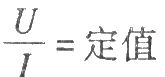 U/I = 定值